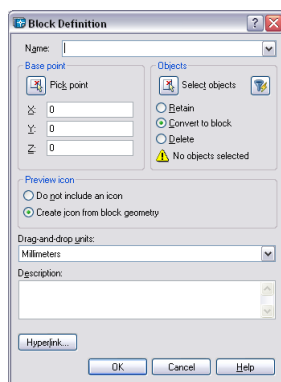 Block Definition
Name:
Base point
Pick point
X: 0
Y: 0
Z: 0
Objects
Select objects
Retain
Convert to block
Delete
No objects selected
Preview icon
Do not include an icon
Create icon from block geometry
Drag-and-drop units:
Millimeters
Description:
Hyperlink...
OK Cancel Help